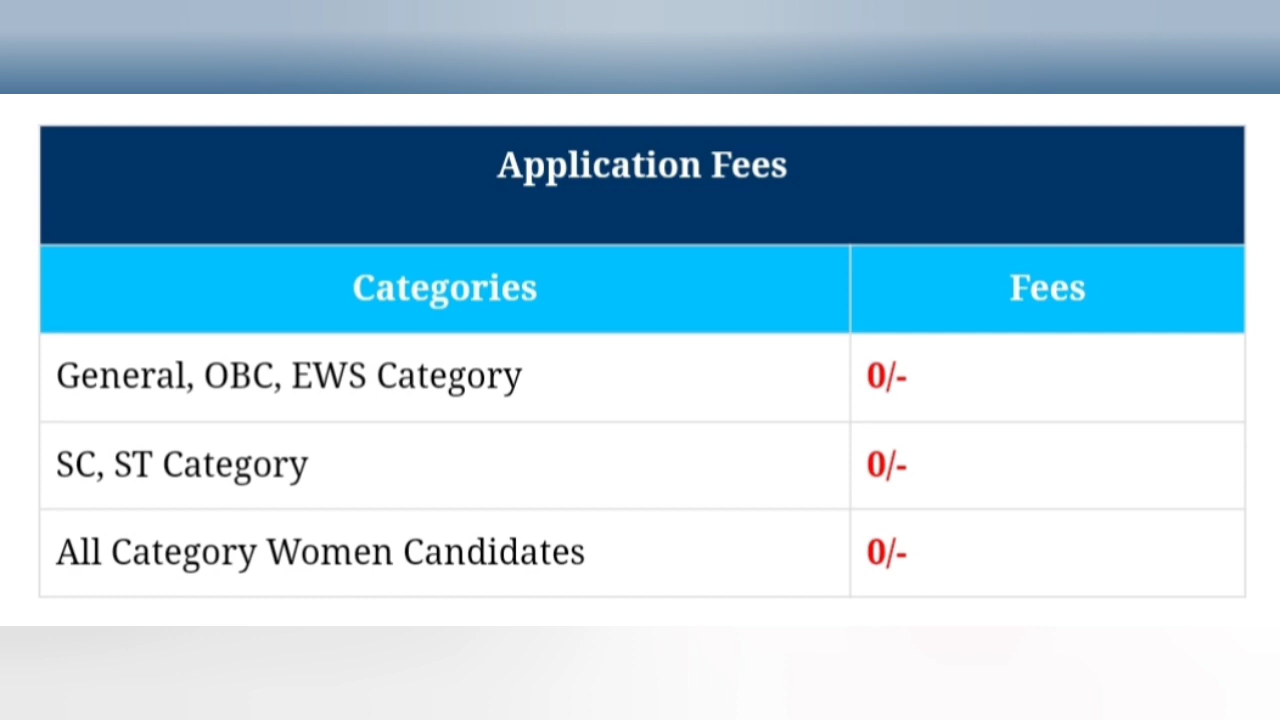 Application Fees
Categories Fees
General, OBC, EWS Category 0/-
SC, ST Category 0/-
All Category Women Candidates 0/-